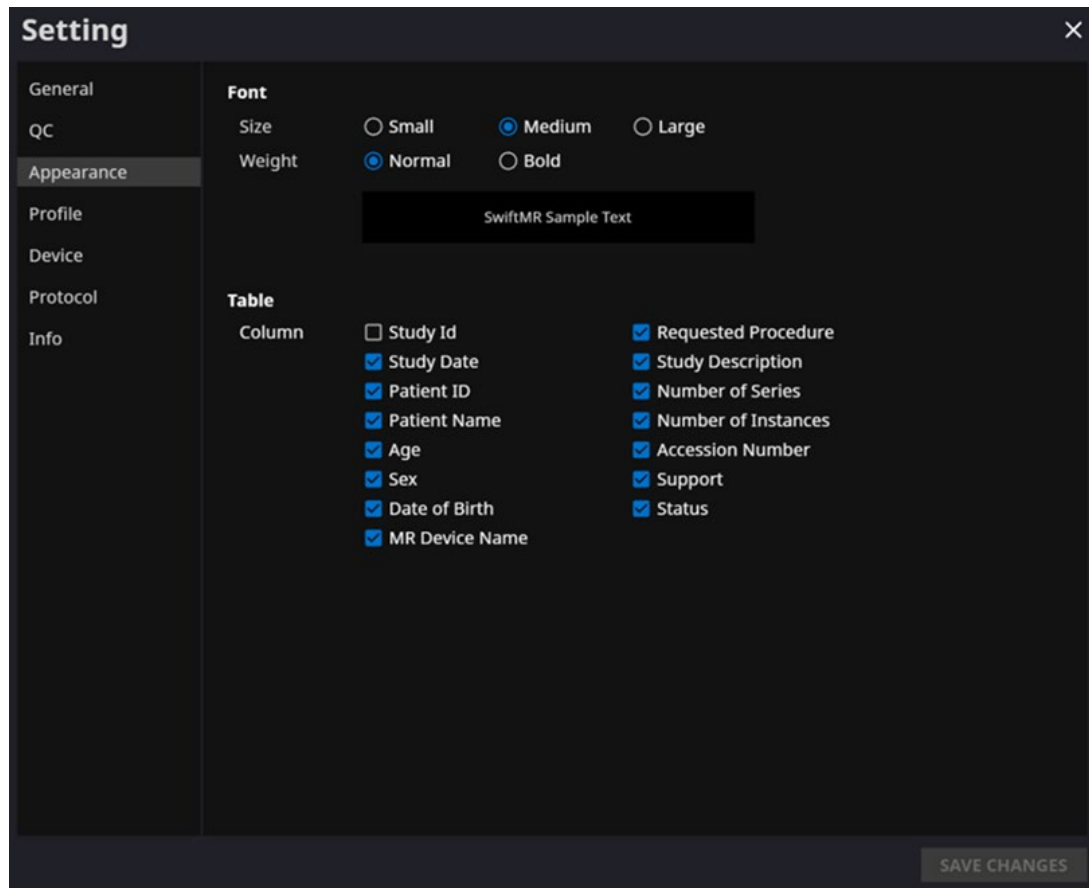 Setting
General
QC
Appearance
Profile
Device
Protocol
Info
Font
Size Small Medium Large
Weight Normal Bold
SwiftMR Sample Text
Table
Column Study Id Requested Procedure
Study Date Study Description
Patient ID Number of Series
Patient Name Number of Instances
Age Accession Number
Sex Support
Date of Birth Status
MR Device Name
SAVE CHANGES